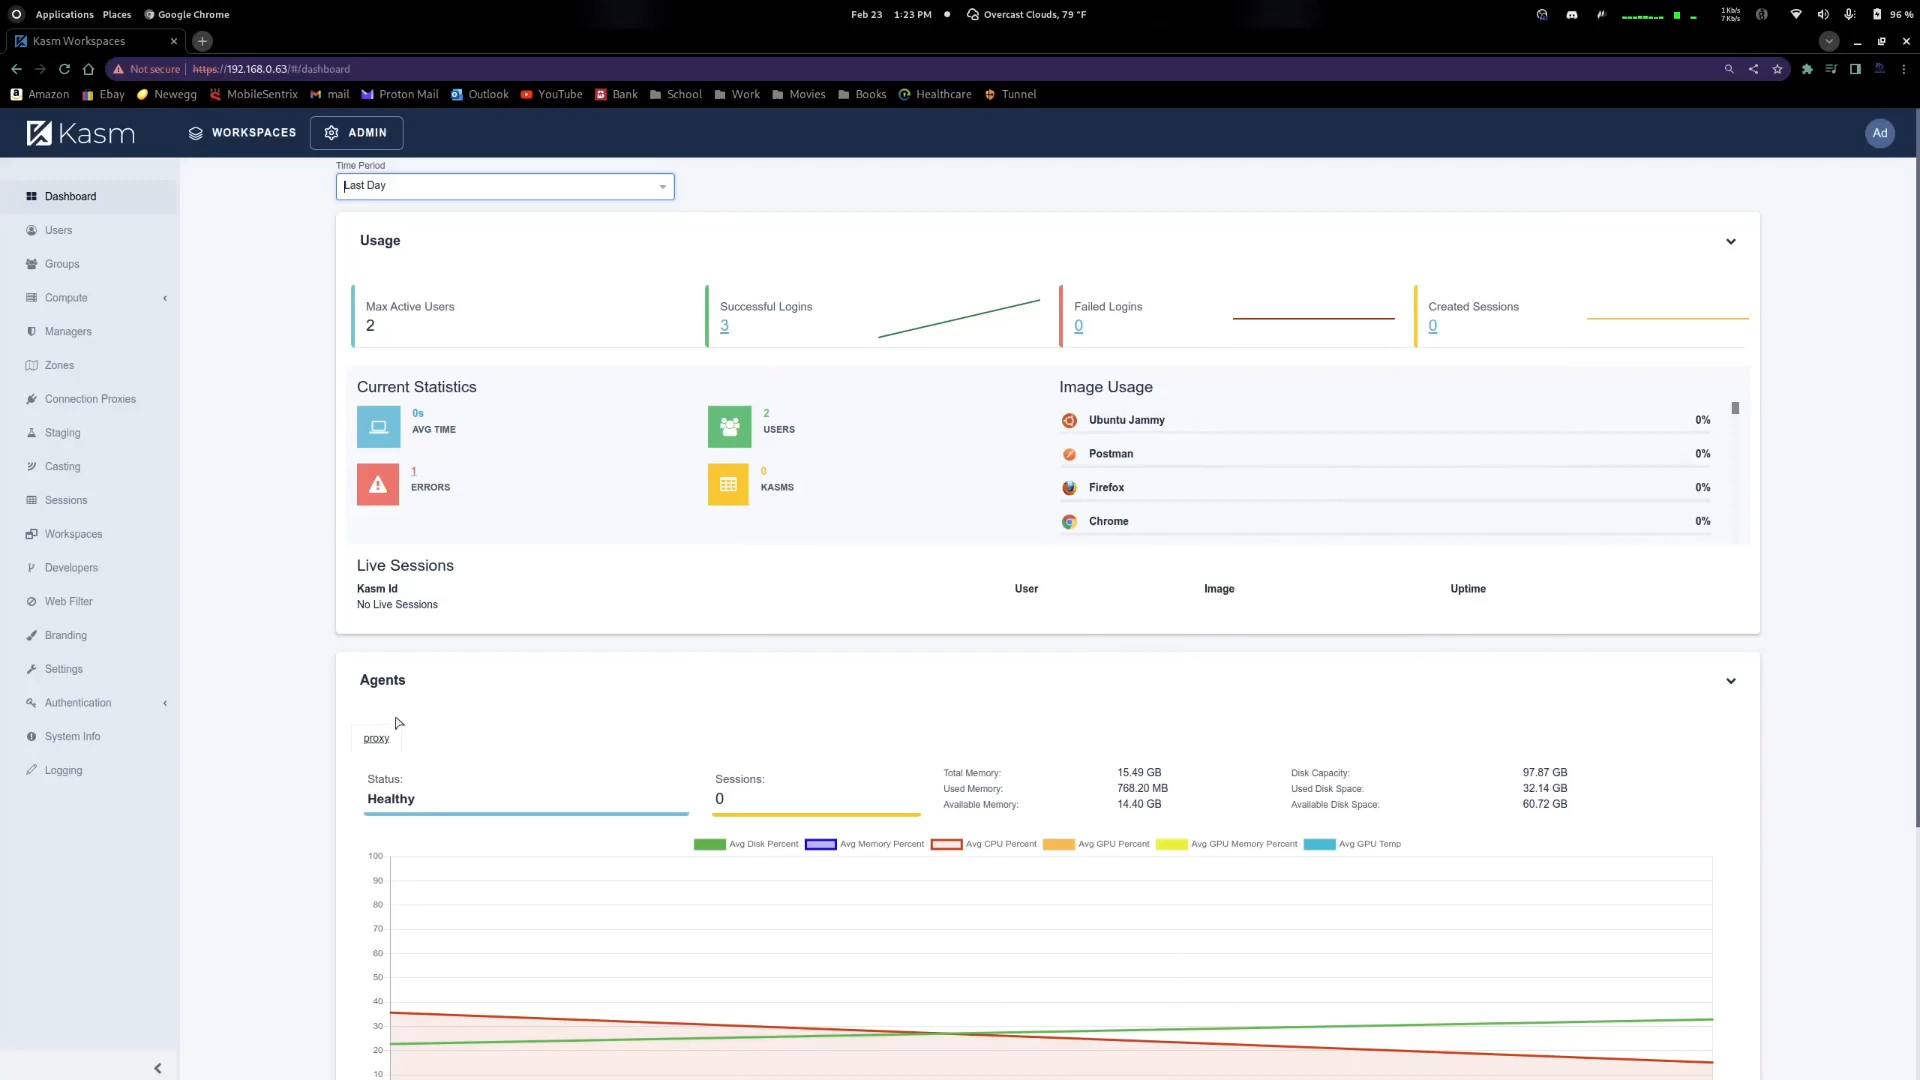 Applications Places Google Chrome
Feb 23 1:23 PM Overcast Clouds, 79 °F
96 %
Kasm Workspaces
Not secure https://192.168.0.63/#/dashboard
Amazon Ebay Newegg MobileSentrix mail Proton Mail Outlook YouTube Bank School Work Movies Books Healthcare Tunnel
Kasm WORKSPACES ADMIN Ad
Dashboard
Users
Groups
Compute
Managers
Zones
Connection Proxies
Staging
Casting
Sessions
Workspaces
Developers
Web Filter
Branding
Settings
Authentication
System Info
Logging
Time Period
Last Day
Usage
Max Active Users
2
Successful Logins
3
Failed Logins
0
Created Sessions
0
Current Statistics
0s
AVG TIME
2
USERS
1
ERRORS
0
KASMS
Image Usage
Ubuntu Jammy 0%
Postman 0%
Firefox 0%
Chrome 0%
Live Sessions
Kasm Id User Image Uptime
No Live Sessions
Agents
proxy
Status:
Healthy
Sessions:
0
Total Memory: 15.49 GB
Used Memory: 768.20 MB
Available Memory: 14.40 GB
Disk Capacity: 97.87 GB
Used Disk Space: 32.14 GB
Available Disk Space: 60.72 GB
Avg Disk Percent Avg Memory Percent Avg CPU Percent Avg GPU Percent Avg GPU Memory Percent Avg GPU Temp
100
90
80
70
60
50
40
30
20
10